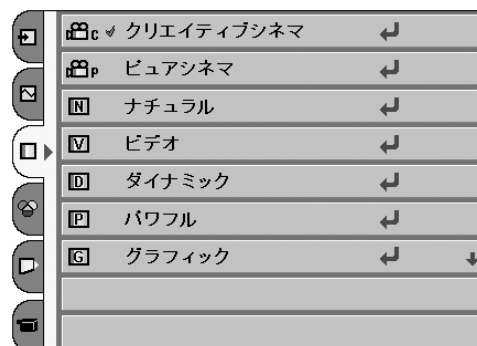 C クリエイティブシネマ
P ピュアシネマ
N ナチュラル
V ビデオ
D ダイナミック
P パワフル
G グラフィック